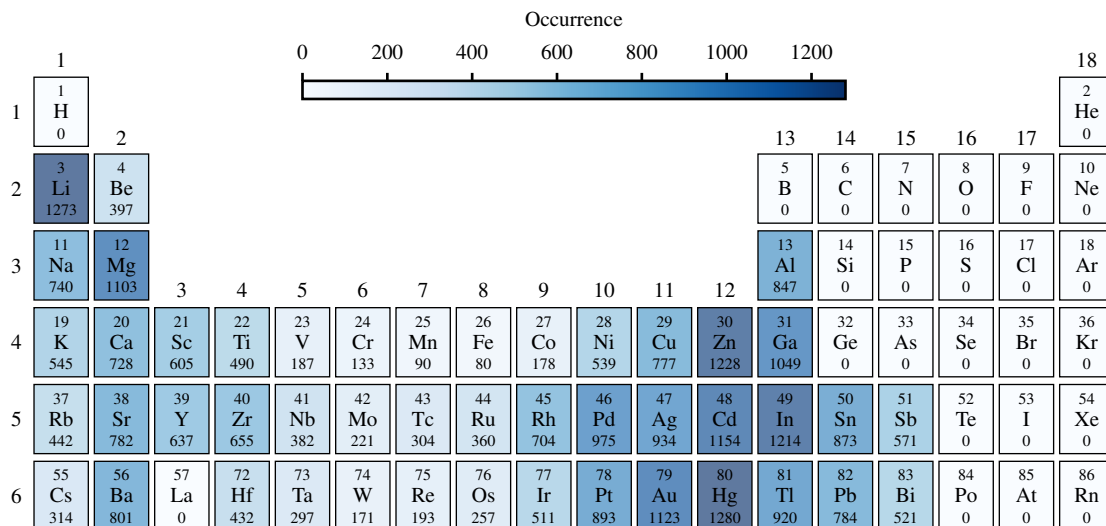 Occurrence
0 200 400 600 800 1000 1200
1 18
1 2
1 H He
0 0
2 13 14 15 16 17
3 4 5 6 7 8 9 10
2 Li Be B C N O F Ne
1273 397 0 0 0 0 0 0
11 12 13 14 15 16 17 18
3 Na Mg Al Si P S Cl Ar
740 1103 847 0 0 0 0 0
3 4 5 6 7 8 9 10 11 12
19 20 21 22 23 24 25 26 27 28 29 30 31 32 33 34 35 36
4 K Ca Sc Ti V Cr Mn Fe Co Ni Cu Zn Ga Ge As Se Br Kr
545 728 605 490 187 133 90 80 178 539 777 1228 1049 0 0 0 0 0
37 38 39 40 41 42 43 44 45 46 47 48 49 50 51 52 53 54
5 Rb Sr Y Zr Nb Mo Tc Ru Rh Pd Ag Cd In Sn Sb Te I Xe
442 782 637 655 382 221 304 360 704 975 934 1154 1214 873 571 0 0 0
55 56 57 72 73 74 75 76 77 78 79 80 81 82 83 84 85 86
6 Cs Ba La Hf Ta W Re Os Ir Pt Au Hg Tl Pb Bi Po At Rn
314 801 0 432 297 171 193 257 511 893 1123 1280 920 784 521 0 0 0